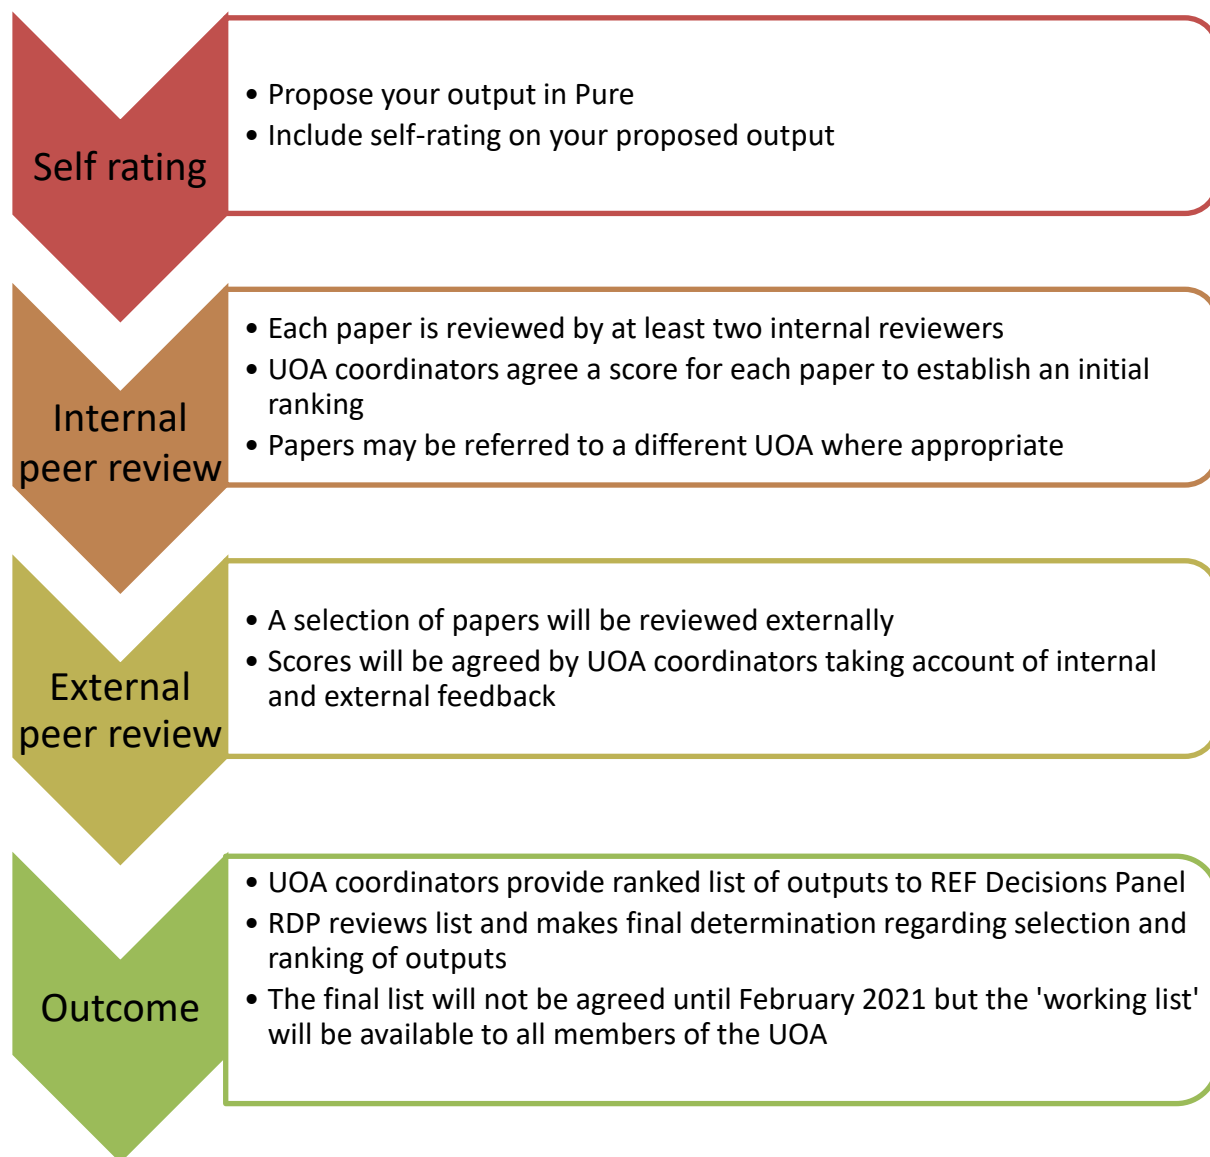 Self rating
• Propose your output in Pure
• Include self-rating on your proposed output
Internal
peer review
• Each paper is reviewed by at least two internal reviewers
• UOA coordinators agree a score for each paper to establish an initial
ranking
• Papers may be referred to a different UOA where appropriate
External
peer review
• A selection of papers will be reviewed externally
• Scores will be agreed by UOA coordinators taking account of internal
and external feedback
Outcome
• UOA coordinators provide ranked list of outputs to REF Decisions Panel
• RDP reviews list and makes final determination regarding selection and
ranking of outputs
• The final list will not be agreed until February 2021 but the 'working list'
will be available to all members of the UOA